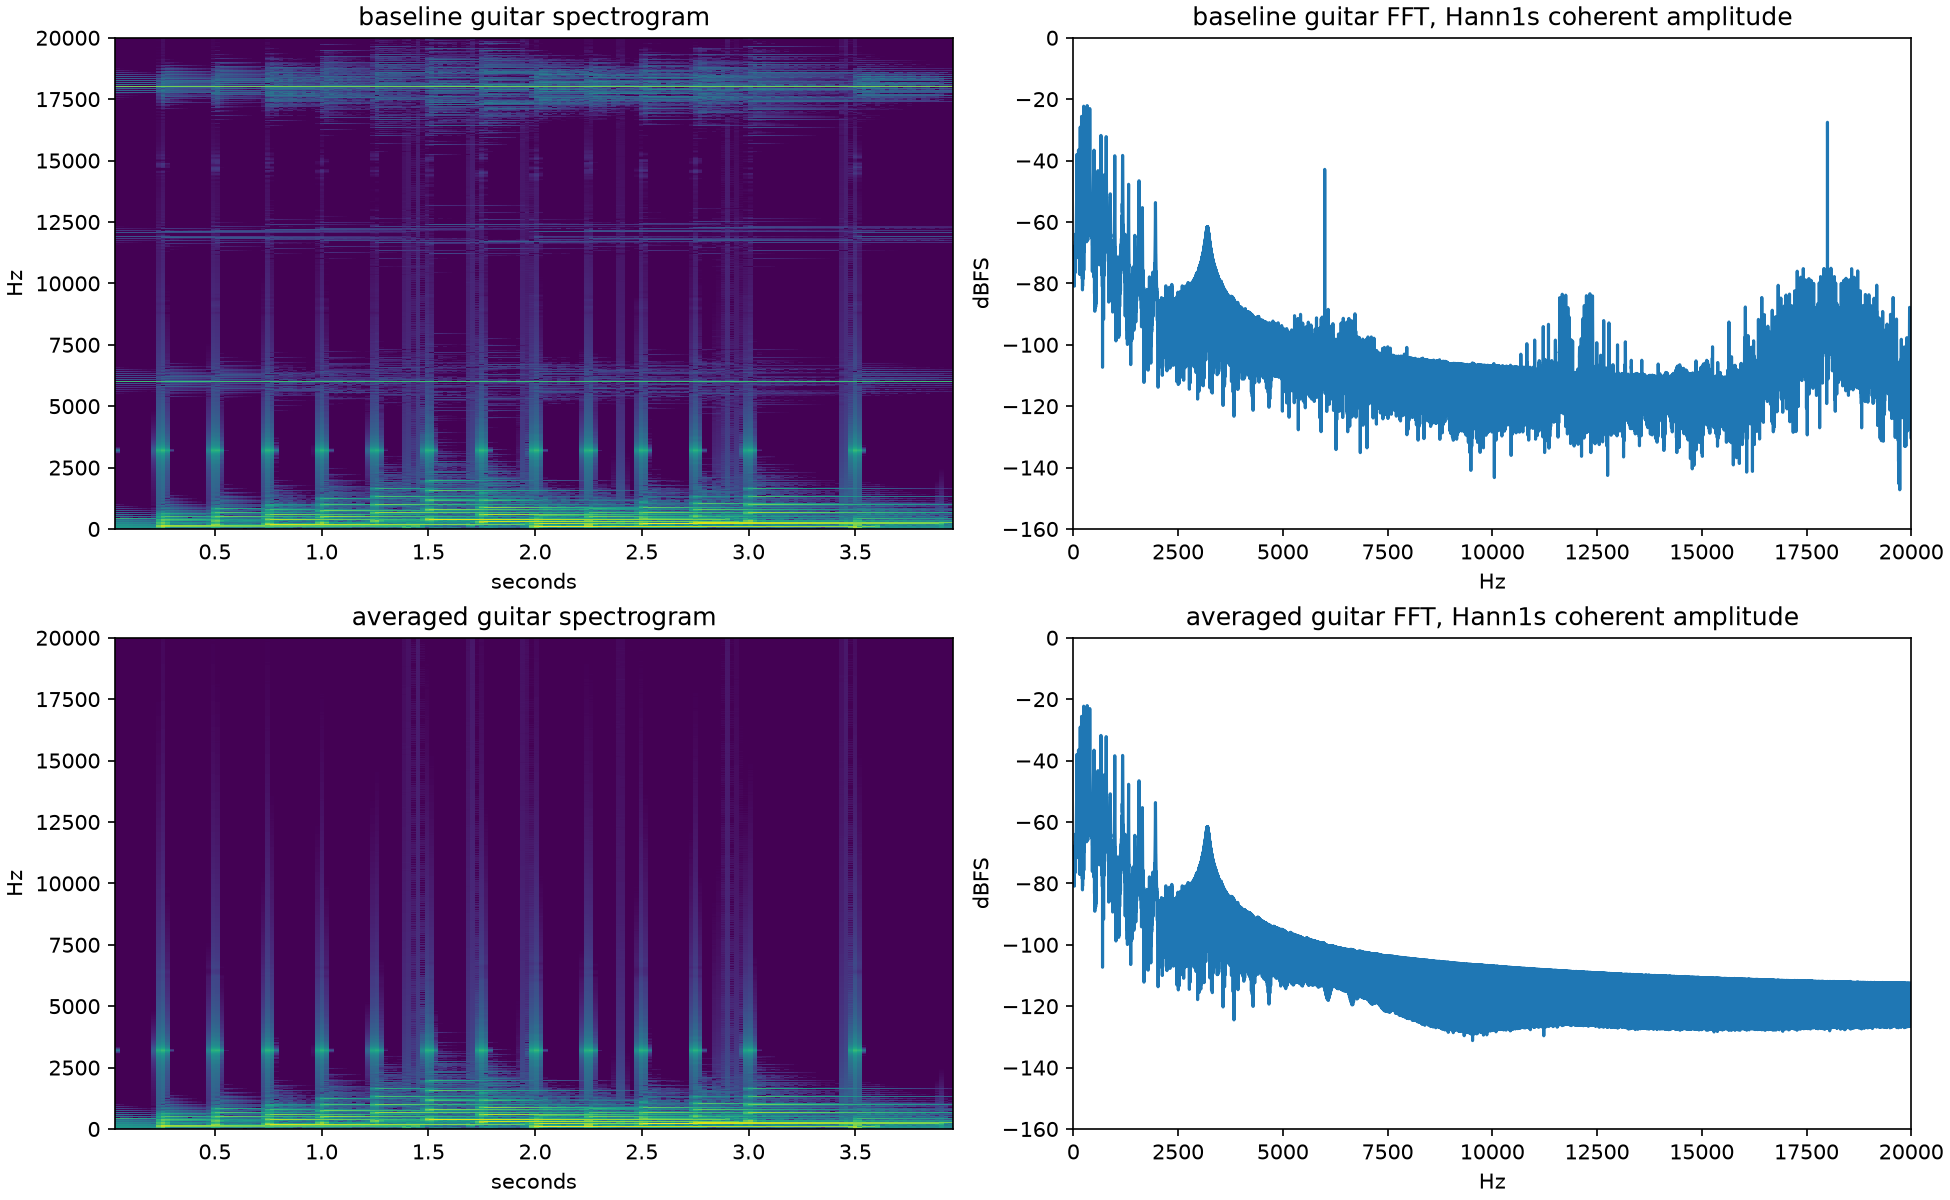 baseline guitar spectrogram
20000
17500
15000
12500
10000
7500
5000
2500
0
Hz
0.5 1.0 1.5 2.0 2.5 3.0 3.5
seconds
baseline guitar FFT, Hann1s coherent amplitude
0
−20
−40
−60
−80
−100
−120
−140
−160
dBFS
0 2500 5000 7500 10000 12500 15000 17500 20000
Hz
averaged guitar spectrogram
20000
17500
15000
12500
10000
7500
5000
2500
0
Hz
0.5 1.0 1.5 2.0 2.5 3.0 3.5
seconds
averaged guitar FFT, Hann1s coherent amplitude
0
−20
−40
−60
−80
−100
−120
−140
−160
dBFS
0 2500 5000 7500 10000 12500 15000 17500 20000
Hz